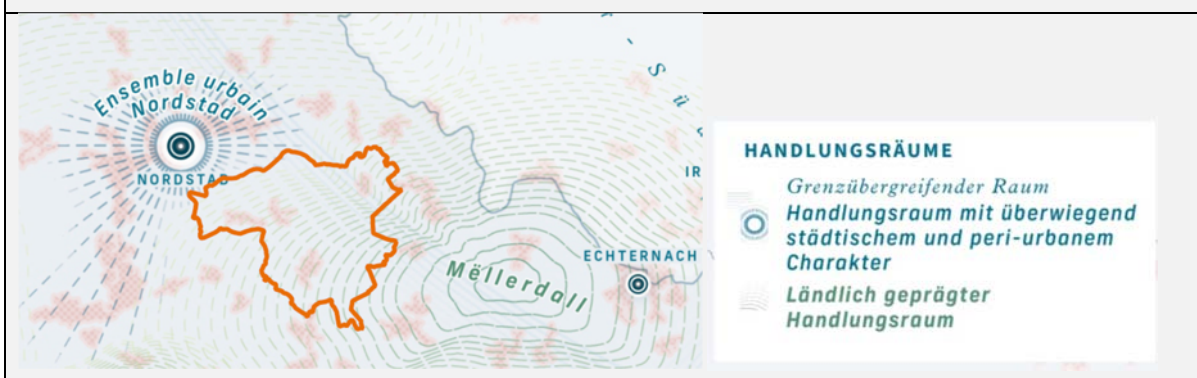 Ensemble urbain
Nordstad
NORDSTAD
Mëllerdall
ECHTERNACH
- S ü
IR
HANDLUNGSRÄUME
Grenzübergreifender Raum
Handlungsraum mit überwiegend
städtischem und peri-urbanem
Charakter
Ländlich geprägter
Handlungsraum